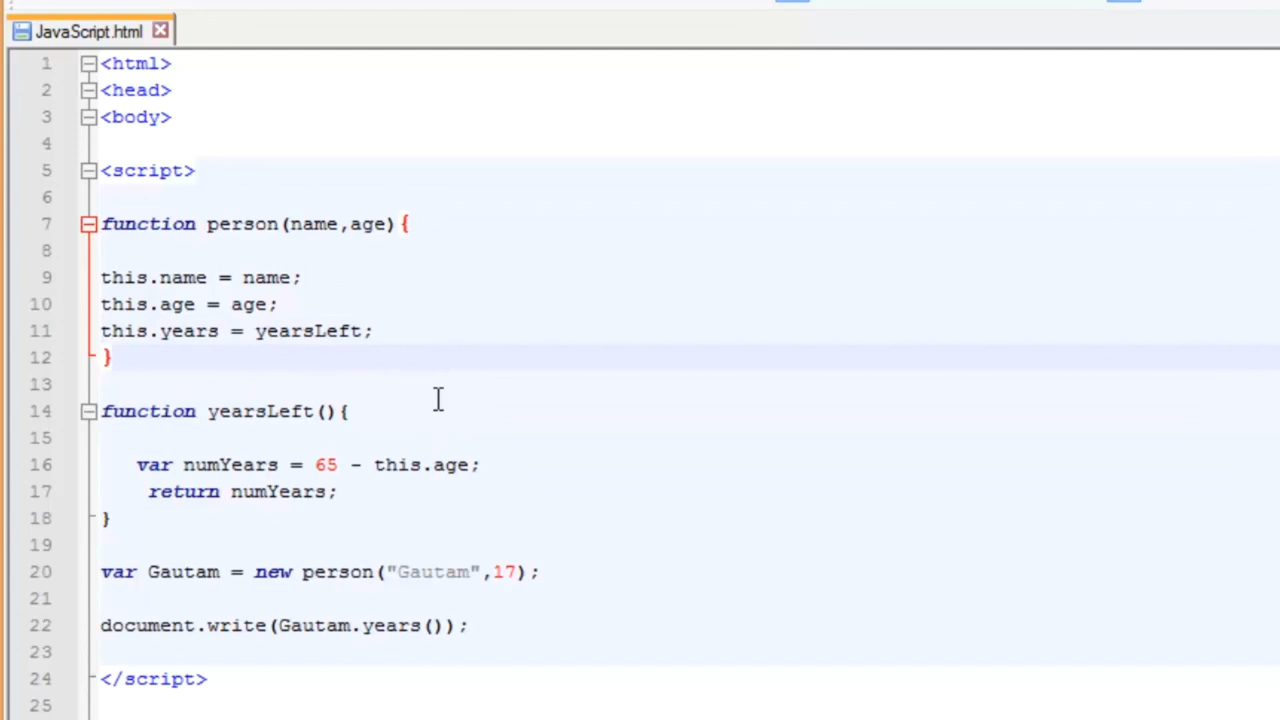 JavaScript.html
1 <html>
2 <head>
3 <body>
4
5 <script>
6
7 function person(name,age){
8
9 this.name = name;
10 this.age = age;
11 this.years = yearsLeft;
12 }
13
14 function yearsLeft(){
15
16 var numYears = 65 - this.age;
17 return numYears;
18 }
19
20 var Gautam = new person("Gautam",17);
21
22 document.write(Gautam.years());
23
24 </script>
25